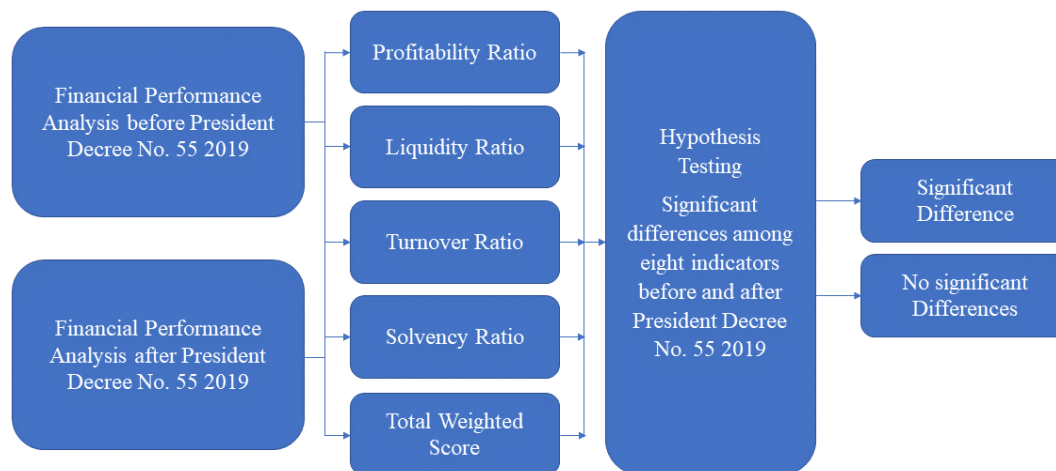 Financial Performance
Analysis before President
Decree No. 55 2019
Financial Performance
Analysis after President
Decree No. 55 2019
Profitability Ratio
Liquidity Ratio
Turnover Ratio
Solvency Ratio
Total Weighted
Score
Hypothesis
Testing
Significant
differences among
eight indicators
before and after
President Decree
No. 55 2019
Significant
Difference
No significant
Differences